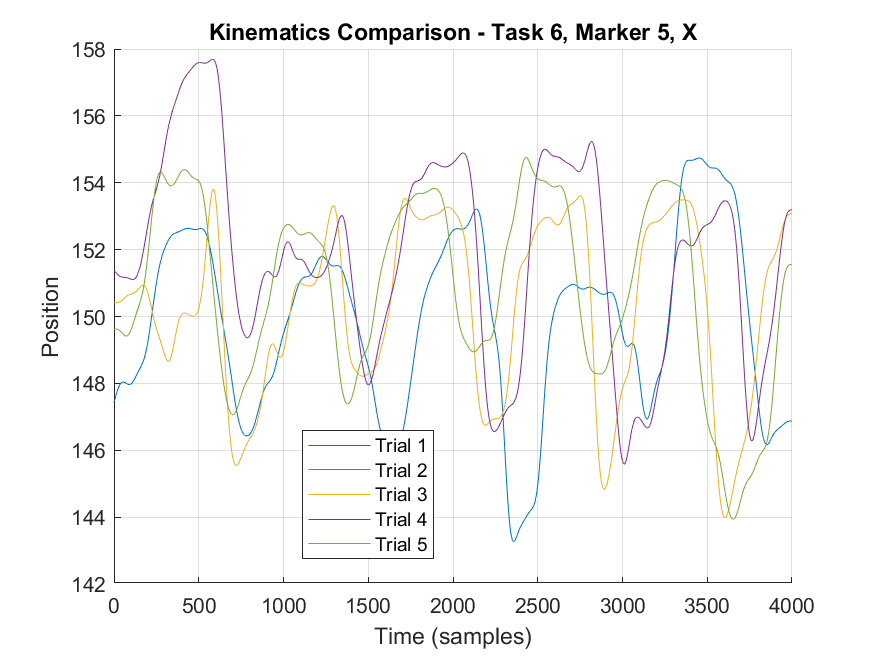 Kinematics Comparison - Task 6, Marker 5, X
158
156
154
152
150
148
146
144
142
Position
Trial 1
Trial 2
Trial 3
Trial 4
Trial 5
0 500 1000 1500 2000 2500 3000 3500 4000
Time (samples)